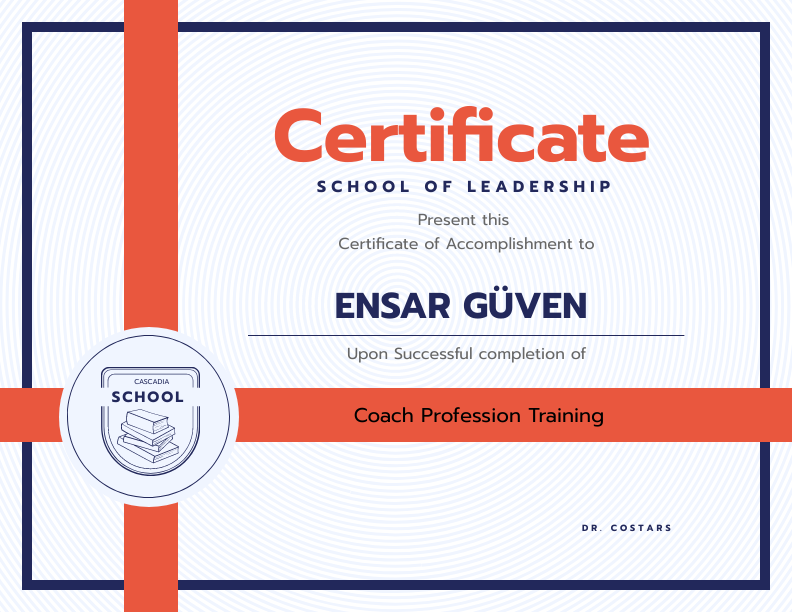 Certificate
SCHOOL OF LEADERSHIP
Present this
Certificate of Accomplishment to
ENSAR GÜVEN
Upon Successful completion of
Coach Profession Training
CASCADIA
SCHOOL
DR. COSTARS